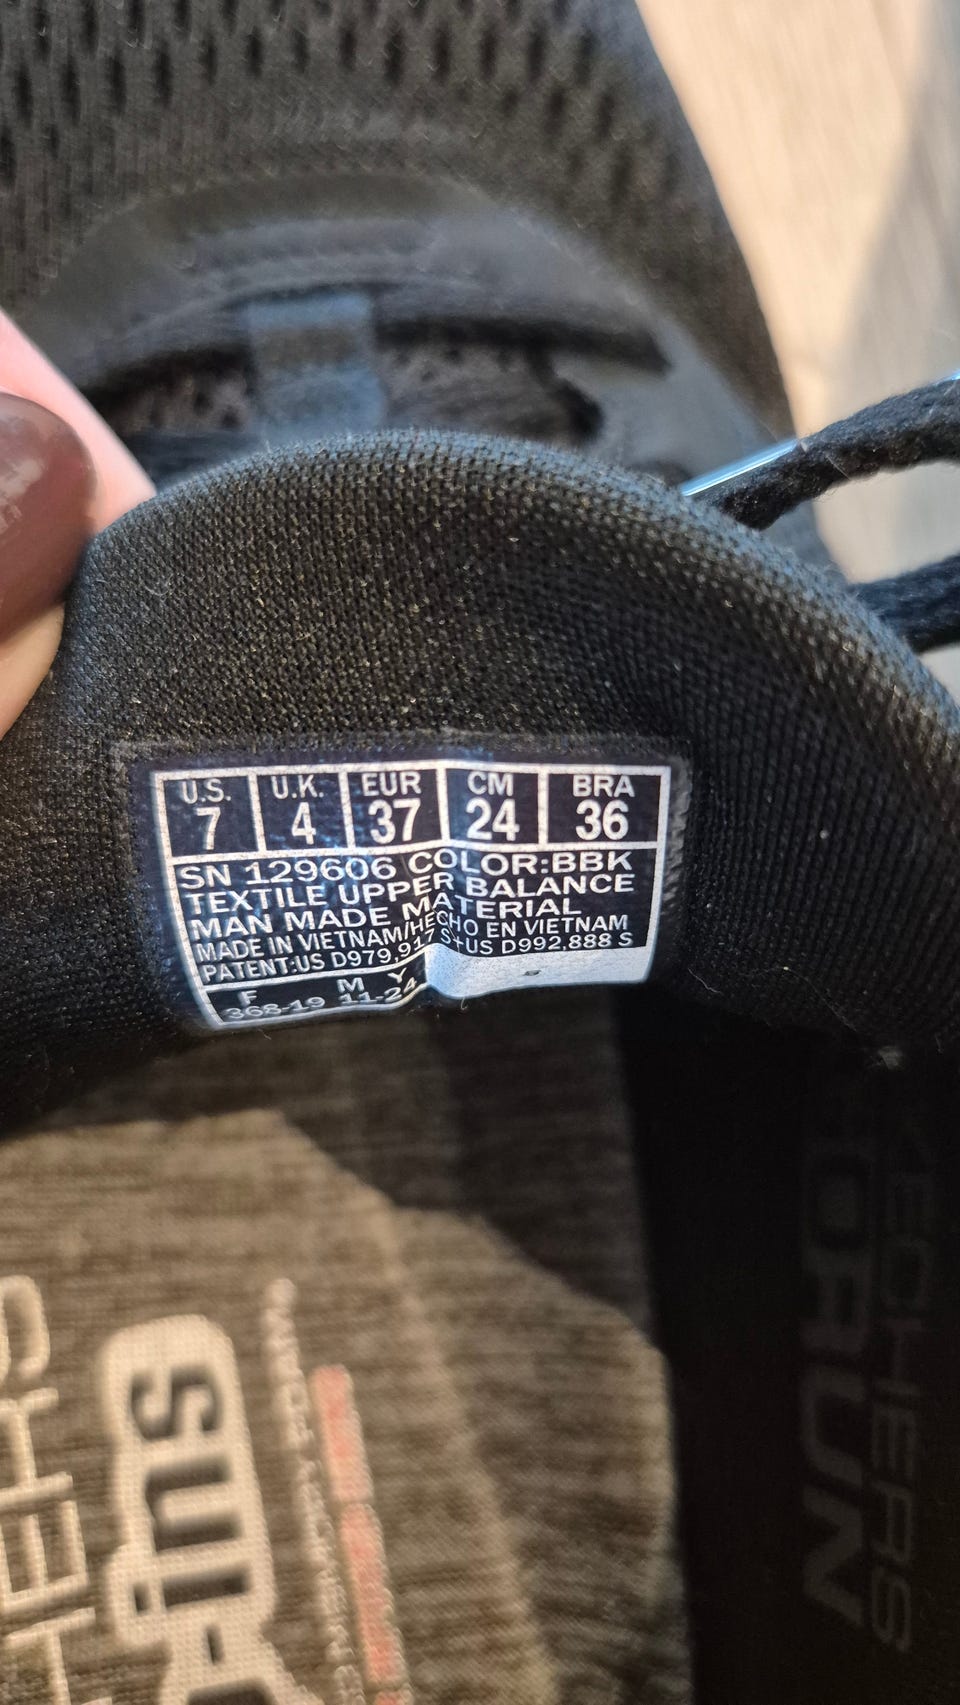 U.S. U.K. EUR CM BRA
7 4 37 24 36
SN 129606 COLOR:BBK
TEXTILE UPPER BALANCE
MAN MADE MATERIAL
MADE IN VIETNAM/HECHO EN VIETNAM
PATENT:US D979,917 S+US D992,888 S
F M Y
368-19 11-24
SKECHERS
GORUN
-ins